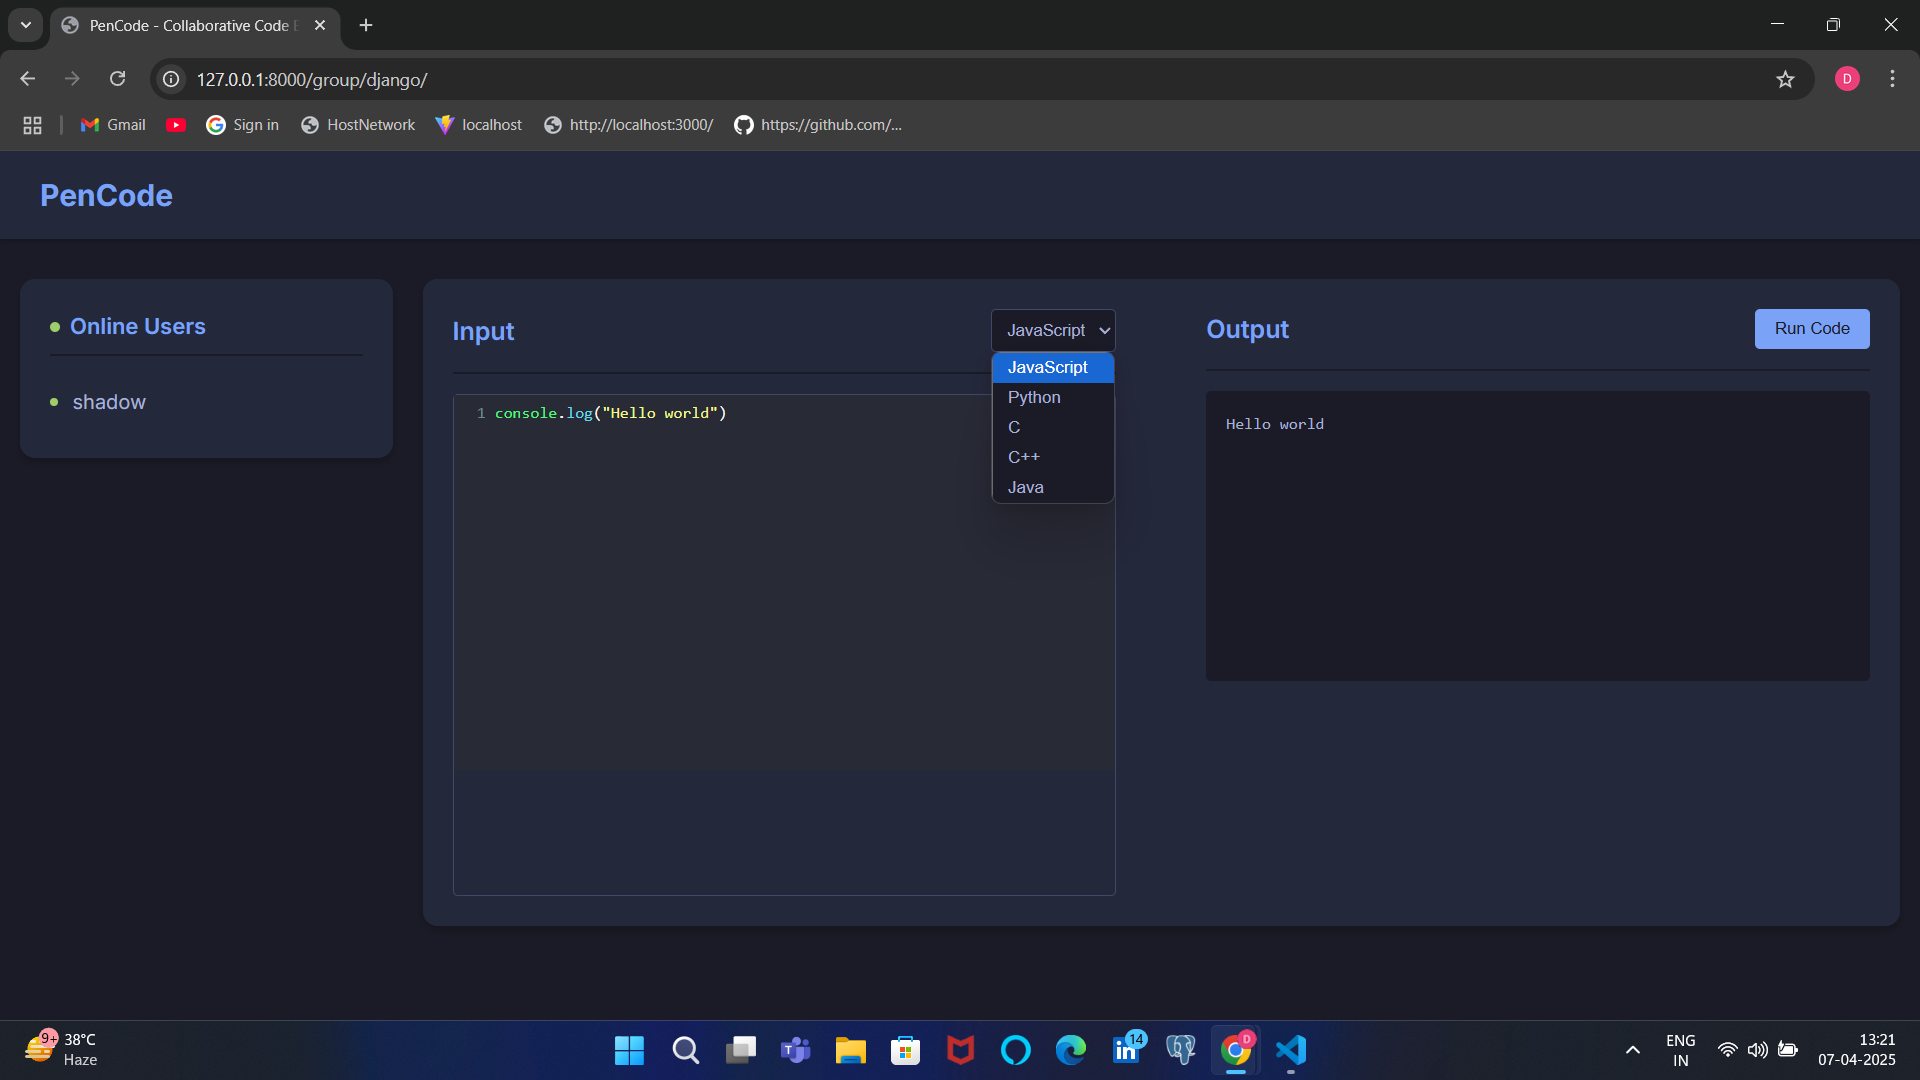 PenCode - Collaborative Code E
127.0.0.1:8000/group/django/
D
Gmail
Sign in
HostNetwork
localhost
http://localhost:3000/
https://github.com/...
PenCode
Online Users
shadow
Input
JavaScript
JavaScript
Python
C
C++
Java
1 console.log("Hello world")
Output
Run Code
Hello world
9+
38°C
Haze
T
14
in
D
ENG
IN
13:21
07-04-2025